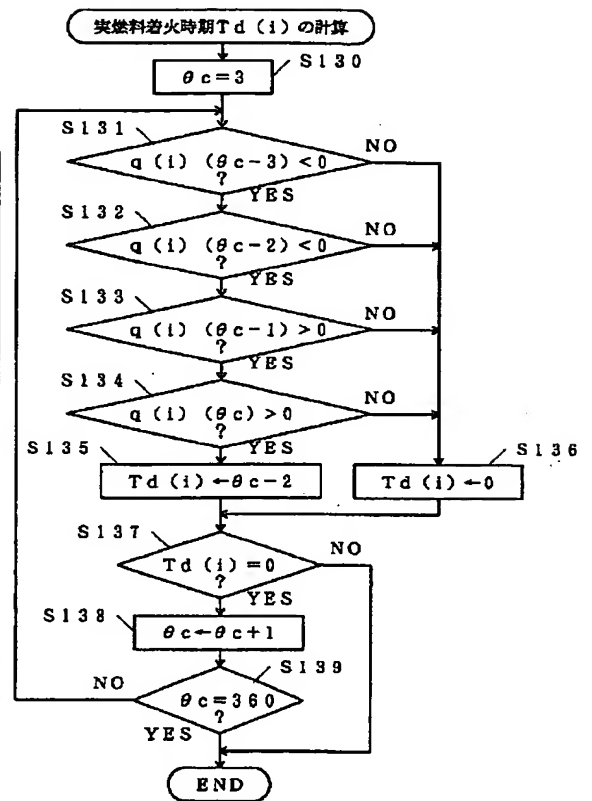 実燃料着火時期Td(i)の計算
S130
θc=3
S131
q(i)(θc-3)<0
?
NO
YES
S132
q(i)(θc-2)<0
?
NO
YES
S133
q(i)(θc-1)>0
?
NO
YES
S134
q(i)(θc)>0
?
NO
YES
S135
Td(i)←θc-2
S136
Td(i)←0
S137
Td(i)=0
?
NO
YES
S138
θc←θc+1
S139
θc=360
?
NO
YES
END